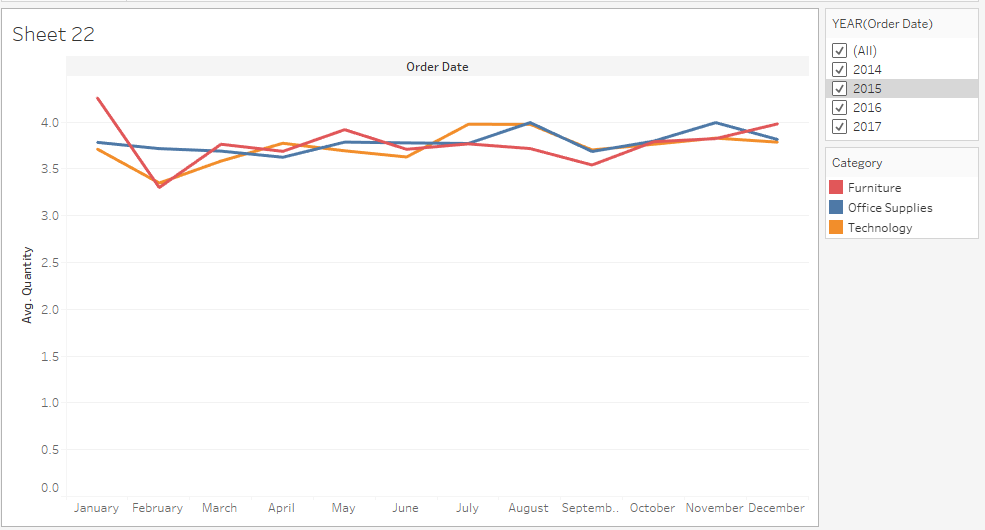 Sheet 22
Order Date
Avg. Quantity
4.0
3.5
3.0
2.5
2.0
1.5
1.0
0.5
0.0
January February March April May June July August Septemb.. October November December
YEAR(Order Date)
(All)
2014
2015
2016
2017
Category
Furniture
Office Supplies
Technology